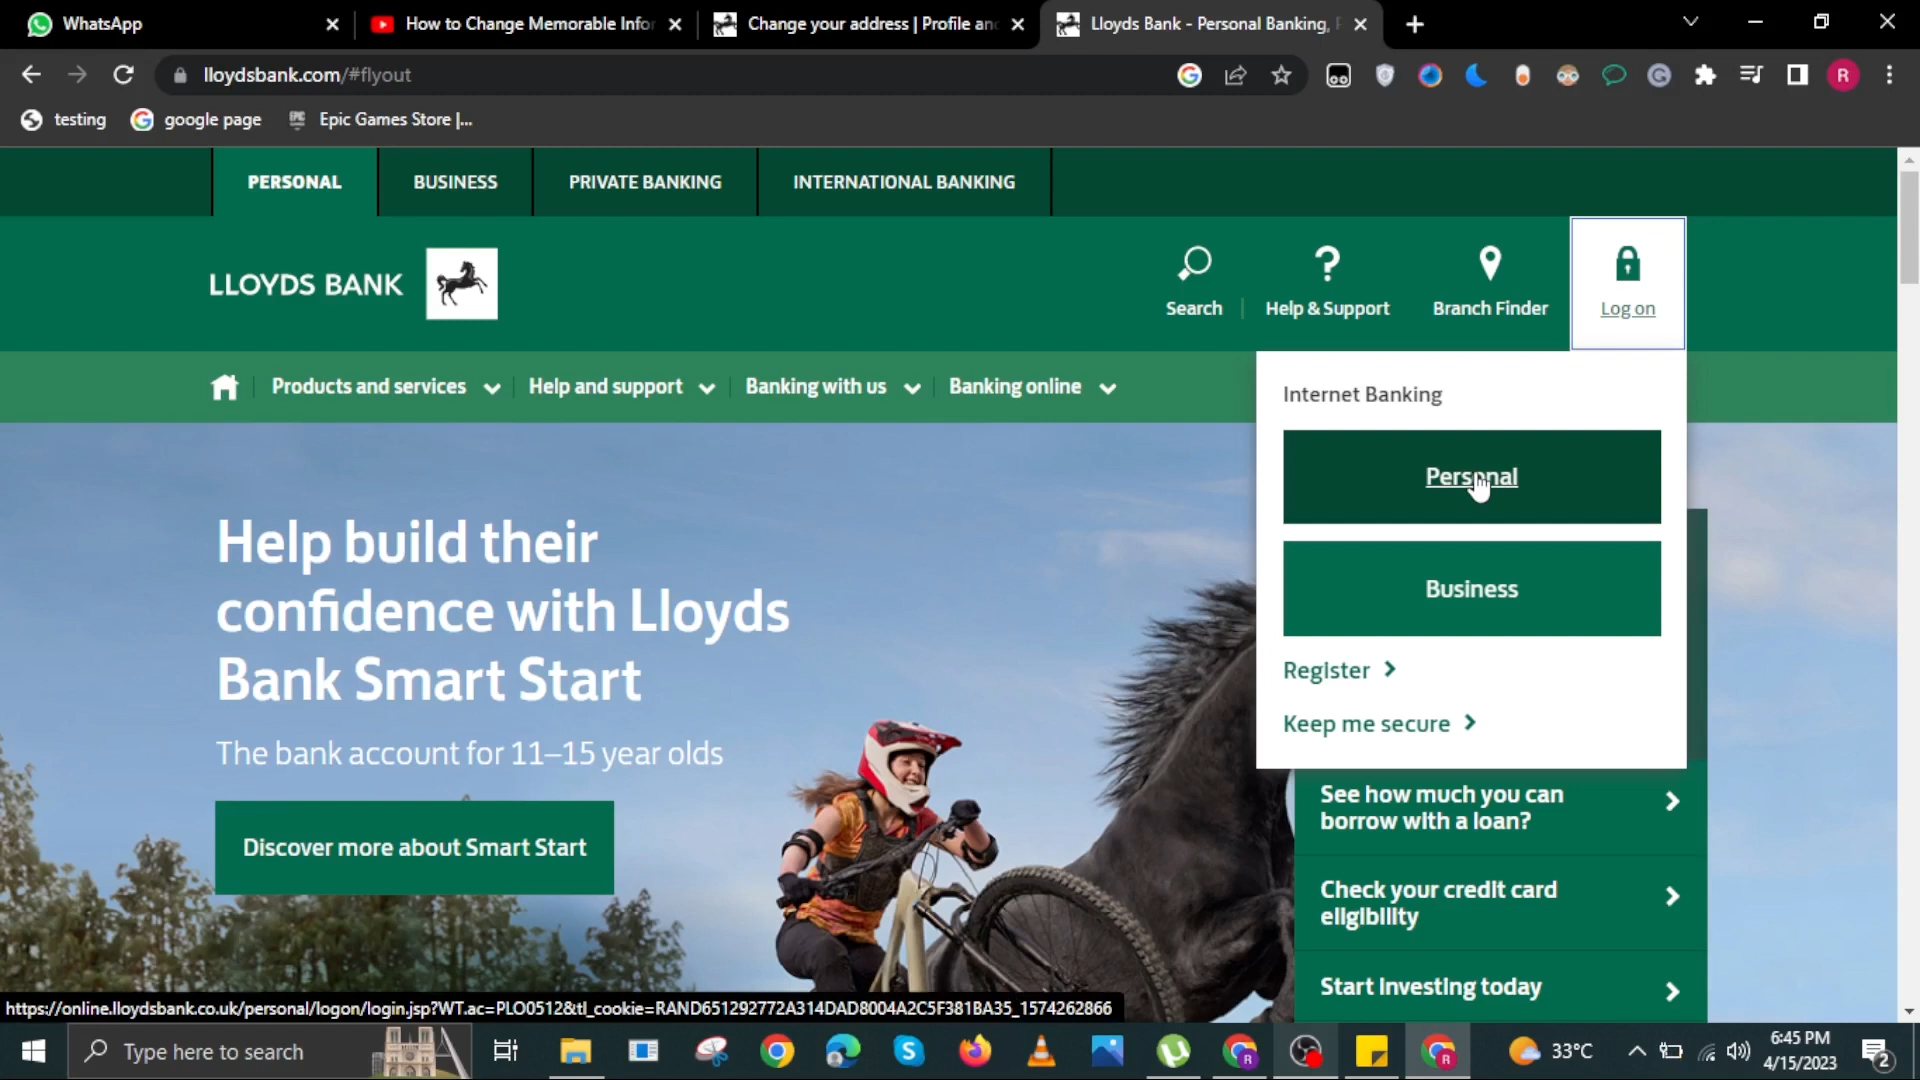 WhatsApp
How to Change Memorable Infor
Change your address | Profile and
Lloyds Bank - Personal Banking, P
lloydsbank.com/#flyout
R
testing
google page
Epic Games Store |...
PERSONAL
BUSINESS
PRIVATE BANKING
INTERNATIONAL BANKING
LLOYDS BANK
Search
Help & Support
Branch Finder
Log on
Products and services
Help and support
Banking with us
Banking online
Internet Banking
Personal
Business
Register
Keep me secure
Help build their
confidence with Lloyds
Bank Smart Start
The bank account for 11–15 year olds
Discover more about Smart Start
See how much you can
borrow with a loan?
Check your credit card
eligibility
Start investing today
https://online.lloydsbank.co.uk/personal/logon/login.jsp?WT.ac=PLO0512&ttl_cookie=RAND651292772A314DAD8004A2C5F381BA35_1574262866
Type here to search
33°C
6:45 PM
4/15/2023
2